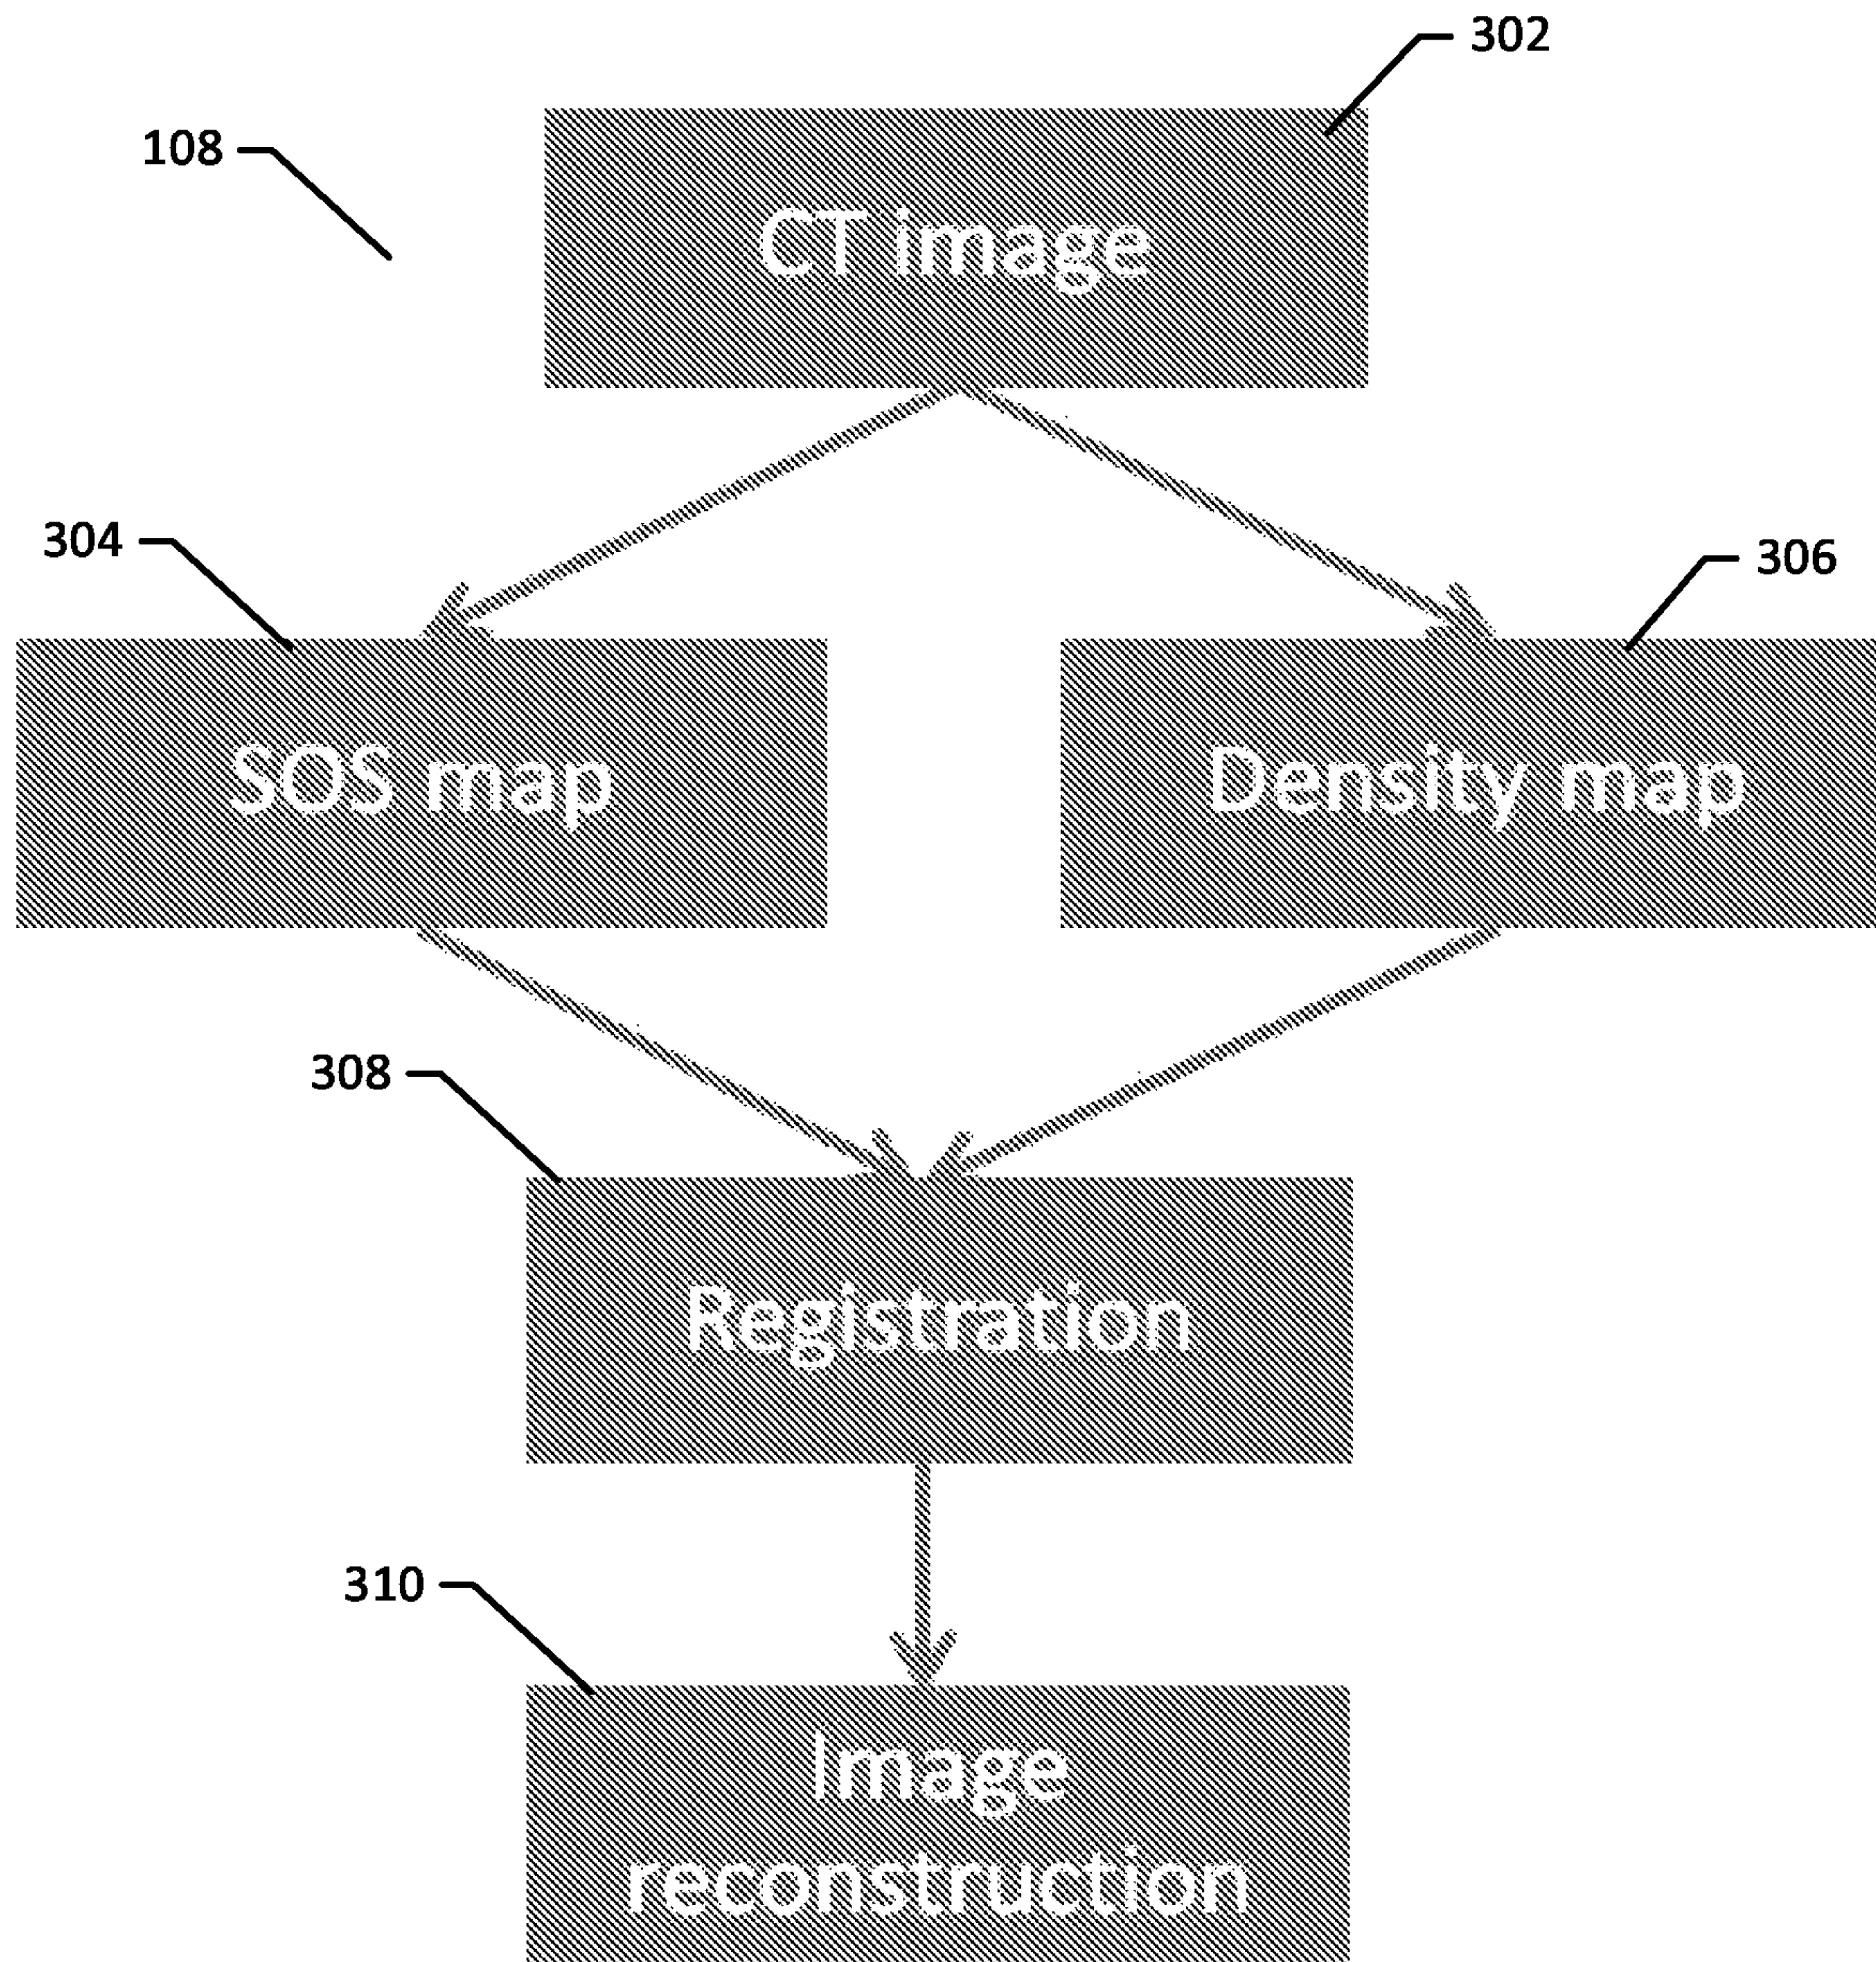 302
108
CT image
304
306
SOS map
Density map
308
Registration
310
Image
reconstruction